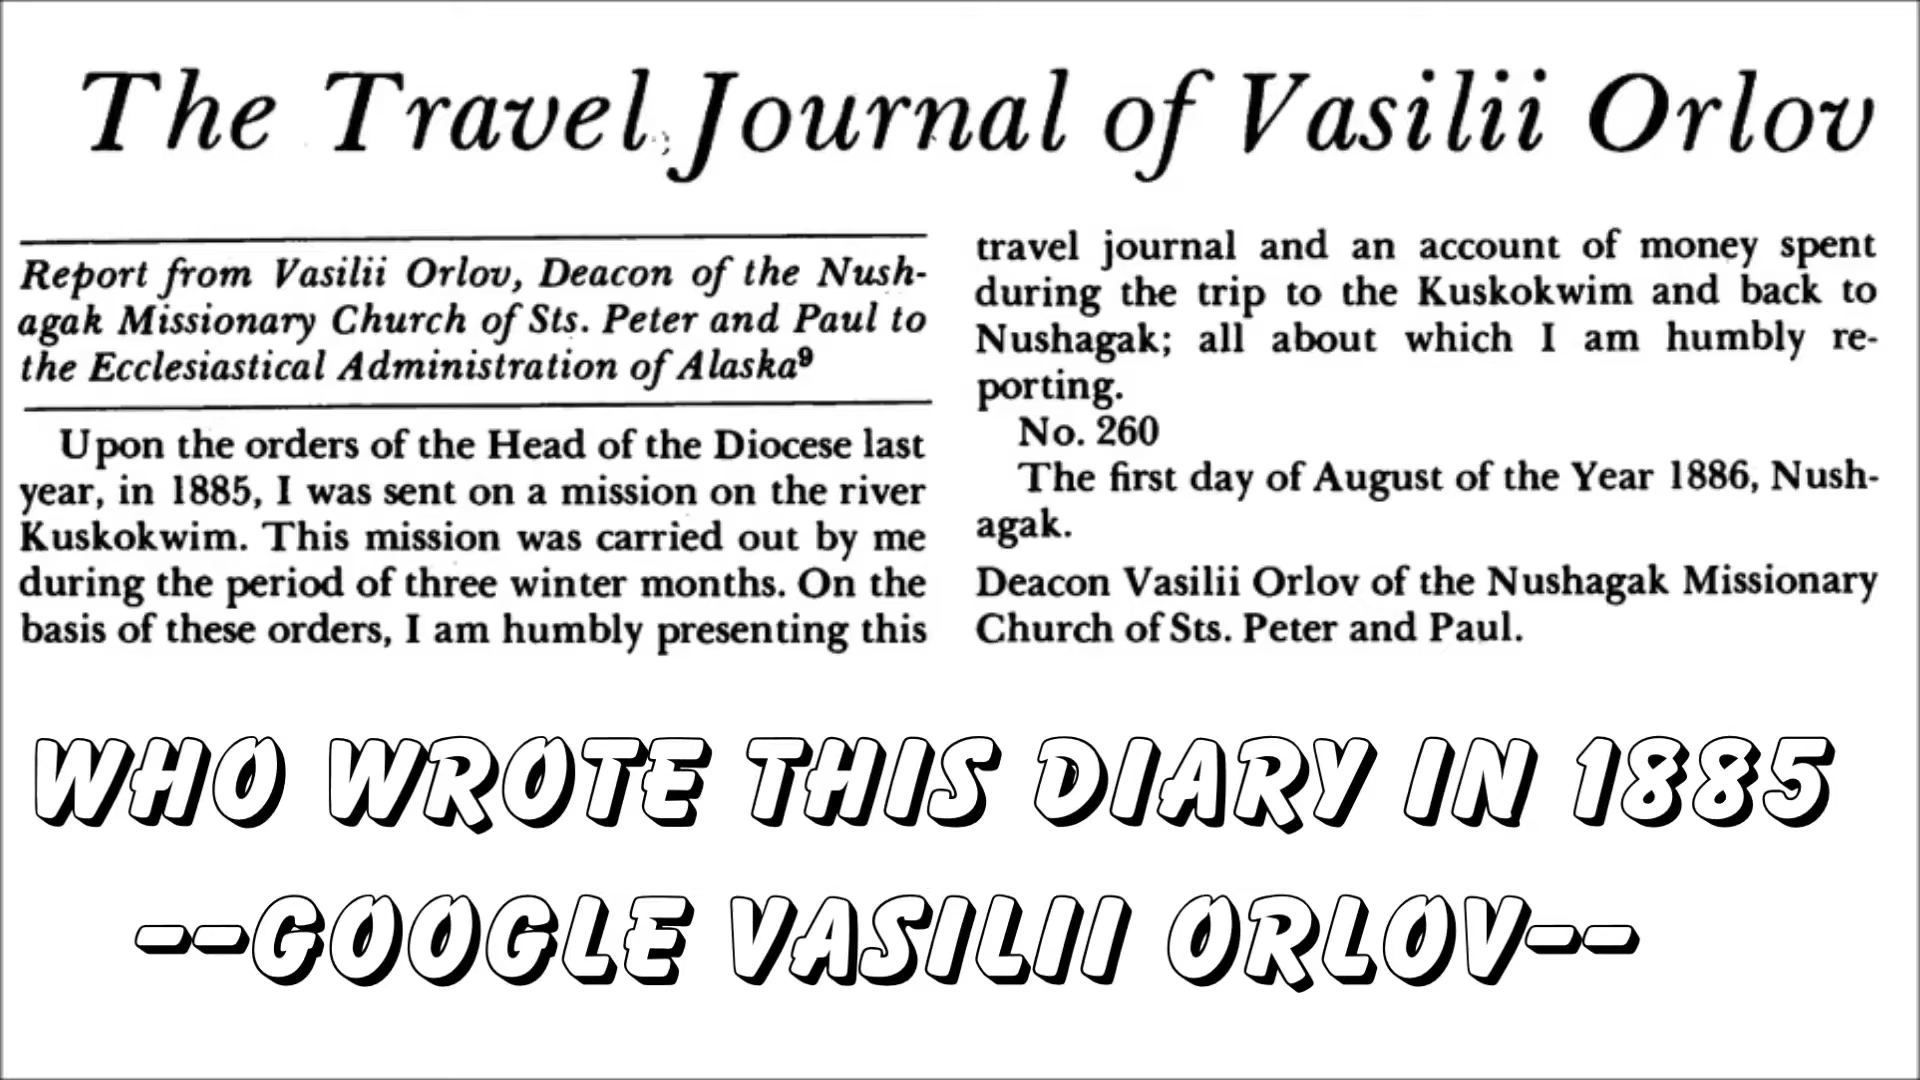 The Travel Journal of Vasilii Orlov
Report from Vasilii Orlov, Deacon of the Nush-
agak Missionary Church of Sts. Peter and Paul to
the Ecclesiastical Administration of Alaska⁹
Upon the orders of the Head of the Diocese last
year, in 1885, I was sent on a mission on the river
Kuskokwim. This mission was carried out by me
during the period of three winter months. On the
basis of these orders, I am humbly presenting this
travel journal and an account of money spent
during the trip to the Kuskokwim and back to
Nushagak; all about which I am humbly re-
porting.
No. 260
The first day of August of the Year 1886, Nush-
agak.
Deacon Vasilii Orlov of the Nushagak Missionary
Church of Sts. Peter and Paul.
WHO WROTE THIS DIARY IN 1885
--GOOGLE VASILII ORLOV--